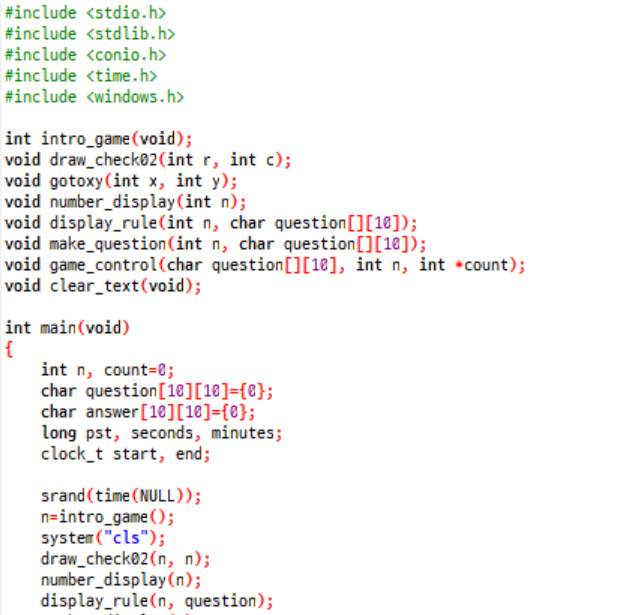 #include <stdio.h>
#include <stdlib.h>
#include <conio.h>
#include <time.h>
#include <windows.h>

int intro_game(void);
void draw_check02(int r, int c);
void gotoxy(int x, int y);
void number_display(int n);
void display_rule(int n, char question[][10]);
void make_question(int n, char question[][10]);
void game_control(char question[][10], int n, int *count);
void clear_text(void);

int main(void)
{
    int n, count=0;
    char question[10][10]={0};
    char answer[10][10]={0};
    long pst, seconds, minutes;
    clock_t start, end;

    srand(time(NULL));
    n=intro_game();
    system("cls");
    draw_check02(n, n);
    number_display(n);
    display_rule(n, question);